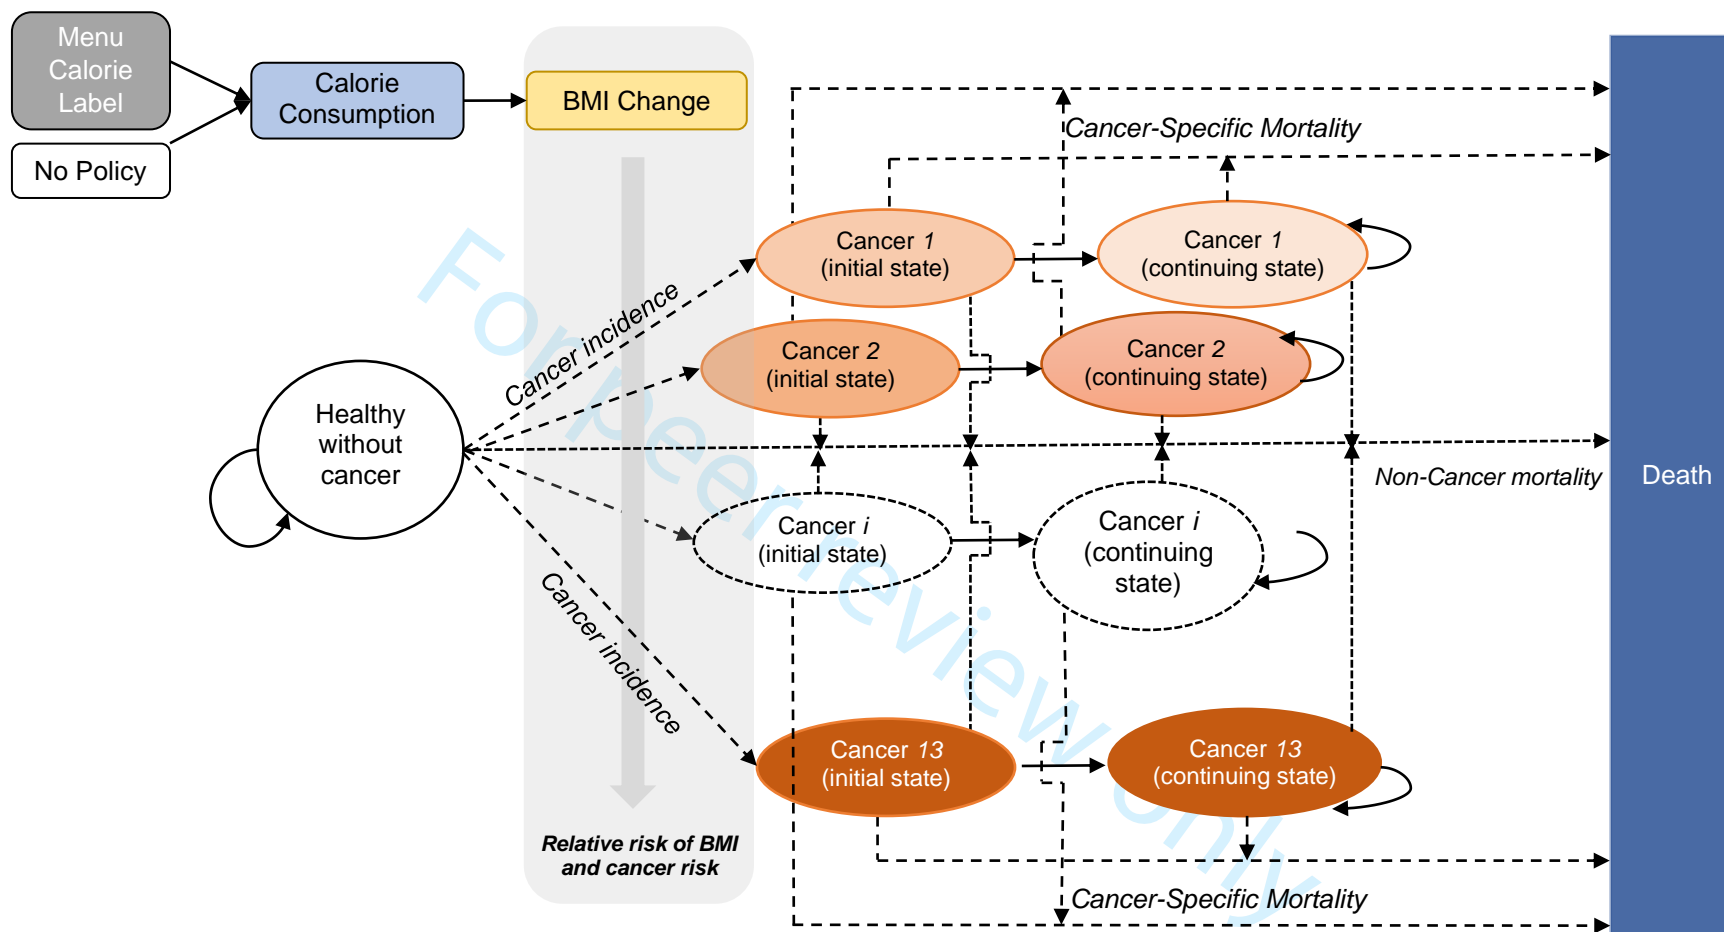 Menu
Calorie
Label
No Policy
Calorie
Consumption
BMI Change
Cancer-Specific Mortality
Cancer 1
(initial state)
Cancer 1
(continuing state)
Cancer incidence
Cancer 2
(initial state)
Cancer 2
(continuing state)
Healthy
without
cancer
Non-Cancer mortality
Death
Cancer i
(initial state)
Cancer i
(continuing
state)
Cancer incidence
Cancer 13
(initial state)
Cancer 13
(continuing state)
Relative risk of BMI
and cancer risk
Cancer-Specific Mortality
For peer review only